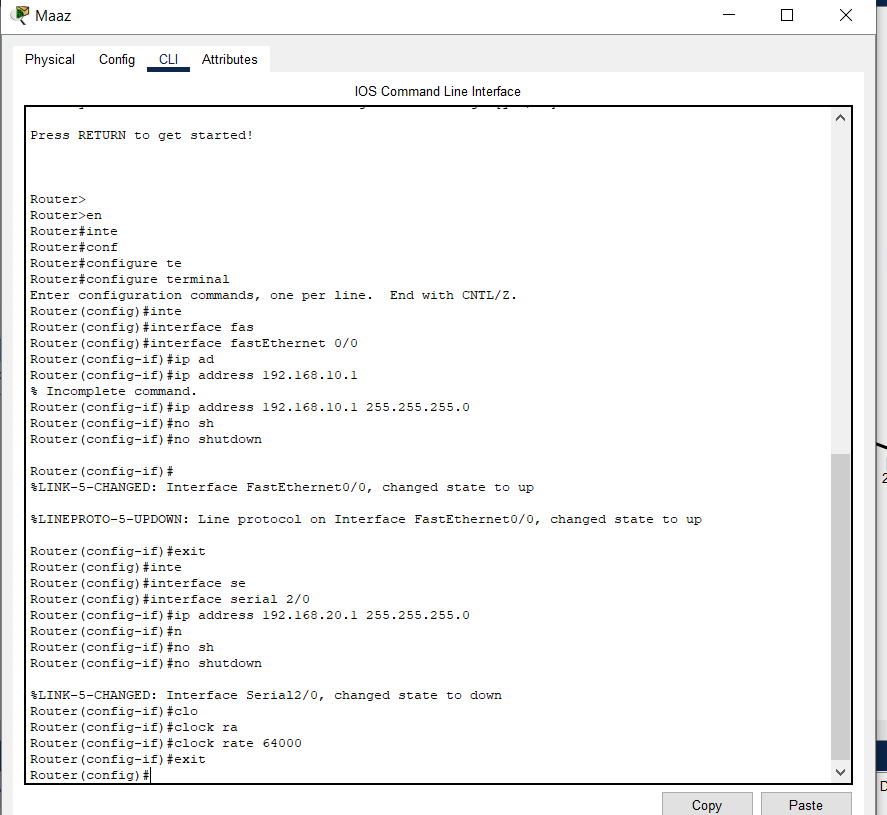 Maaz
Physical Config CLI Attributes
IOS Command Line Interface
Press RETURN to get started!
Router>
Router>en
Router#inte
Router#conf
Router#configure te
Router#configure terminal
Enter configuration commands, one per line.  End with CNTL/Z.
Router(config)#inte
Router(config)#interface fas
Router(config)#interface fastEthernet 0/0
Router(config-if)#ip ad
Router(config-if)#ip address 192.168.10.1
% Incomplete command.
Router(config-if)#ip address 192.168.10.1 255.255.255.0
Router(config-if)#no sh
Router(config-if)#no shutdown
Router(config-if)#
%LINK-5-CHANGED: Interface FastEthernet0/0, changed state to up
%LINEPROTO-5-UPDOWN: Line protocol on Interface FastEthernet0/0, changed state to up
Router(config-if)#exit
Router(config)#inte
Router(config)#interface se
Router(config)#interface serial 2/0
Router(config-if)#ip address 192.168.20.1 255.255.255.0
Router(config-if)#n
Router(config-if)#no sh
Router(config-if)#no shutdown
%LINK-5-CHANGED: Interface Serial2/0, changed state to down
Router(config-if)#clo
Router(config-if)#clock ra
Router(config-if)#clock rate 64000
Router(config-if)#exit
Router(config)#
Copy Paste